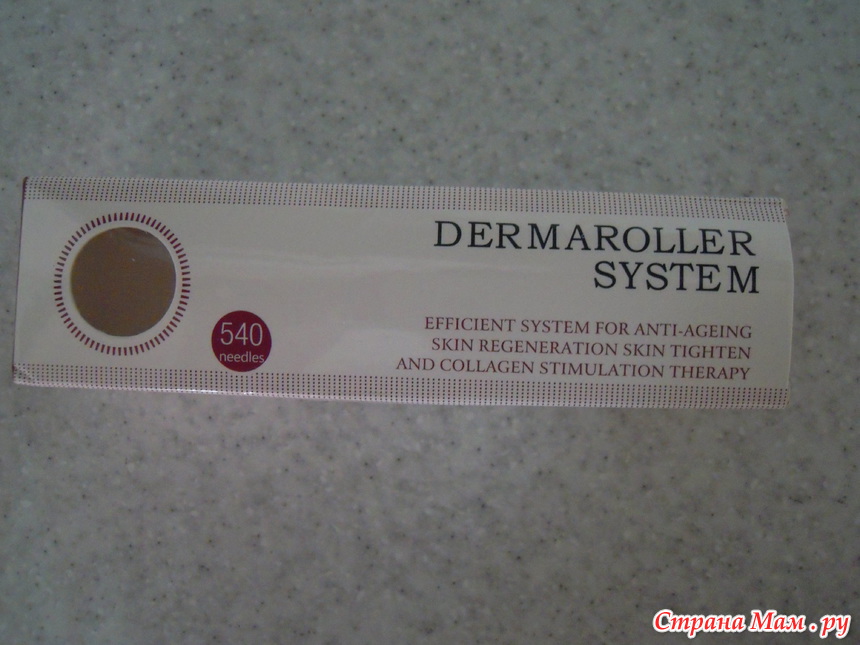 DERMAROLLER
SYSTEM
540
needles
EFFICIENT SYSTEM FOR ANTI-AGEING
SKIN REGENERATION SKIN TIGHTEN
AND COLLAGEN STIMULATION THERAPY
Страна Мам.ру